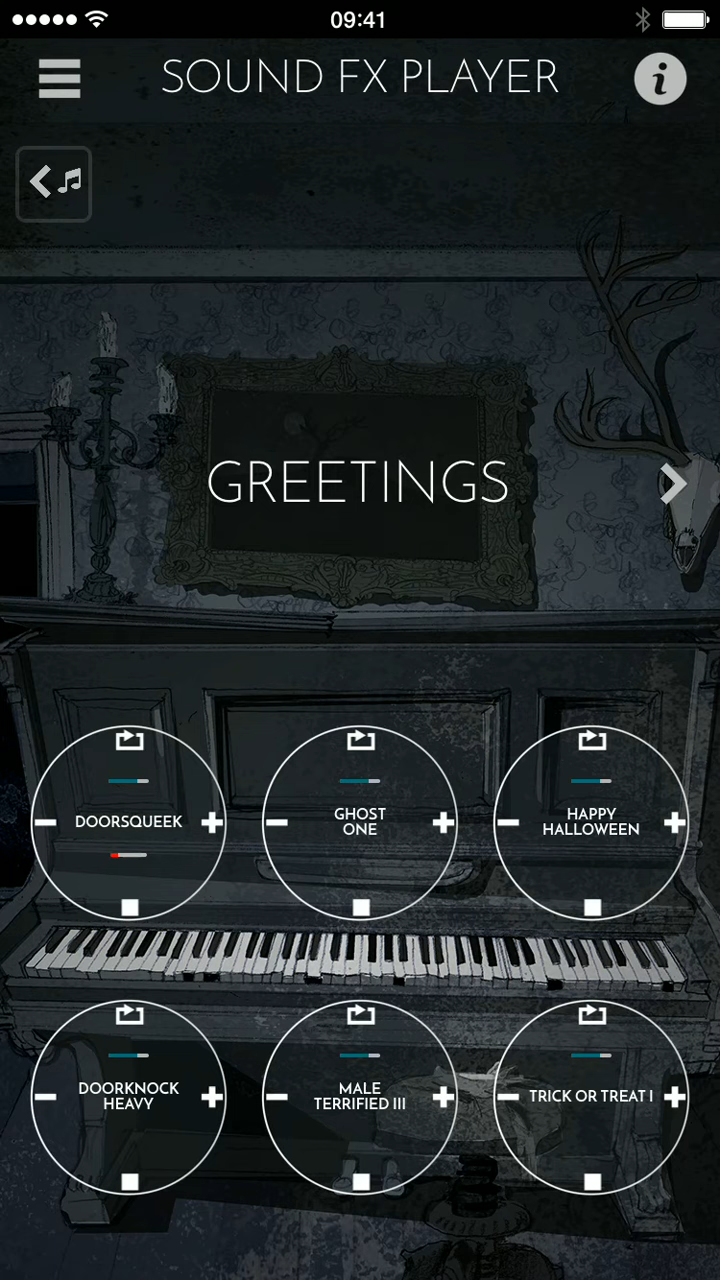 09:41
SOUND FX PLAYER
GREETINGS
DOORSQUEEK
GHOST
ONE
HAPPY
HALLOWEEN
DOORKNOCK
HEAVY
MALE
TERRIFIED III
TRICK OR TREAT I